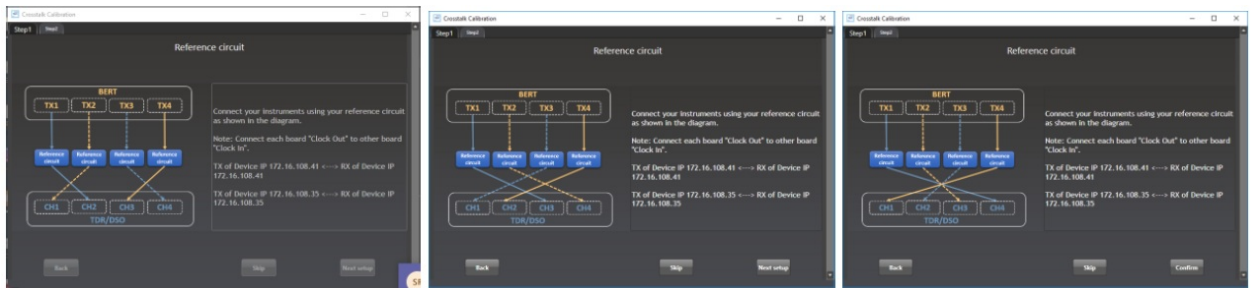 Crosstalk Calibration
Step1 Step2
Reference circuit
BERT
TX1 TX2 TX3 TX4
Reference circuit Reference circuit Reference circuit Reference circuit
CH1 CH2 CH3 CH4
TDR/DSO
Connect your instruments using your reference circuit
as shown in the diagram.
Note: Connect each board "Clock Out" to other board
"Clock in".
TX of Device IP 172.16.108.41 <---> RX of Device IP
172.16.108.41
TX of Device IP 172.16.108.35 <---> RX of Device IP
172.16.108.35
Back Skip Next setup
SF
Crosstalk Calibration
Step1 Step2
Reference circuit
BERT
TX1 TX2 TX3 TX4
Reference circuit Reference circuit Reference circuit Reference circuit
CH1 CH2 CH3 CH4
TDR/DSO
Connect your instruments using your reference circuit
as shown in the diagram.
Note: Connect each board "Clock Out" to other board
"Clock in".
TX of Device IP 172.16.108.41 <---> RX of Device IP
172.16.108.41
TX of Device IP 172.16.108.35 <---> RX of Device IP
172.16.108.35
Back Skip Next setup
Crosstalk Calibration
Step1 Step2
Reference circuit
BERT
TX1 TX2 TX3 TX4
Reference circuit Reference circuit Reference circuit Reference circuit
CH1 CH2 CH3 CH4
TDR/DSO
Connect your instruments using your reference circuit
as shown in the diagram.
Note: Connect each board "Clock Out" to other board
"Clock in".
TX of Device IP 172.16.108.41 <---> RX of Device IP
172.16.108.41
TX of Device IP 172.16.108.35 <---> RX of Device IP
172.16.108.35
Back Skip Confirm